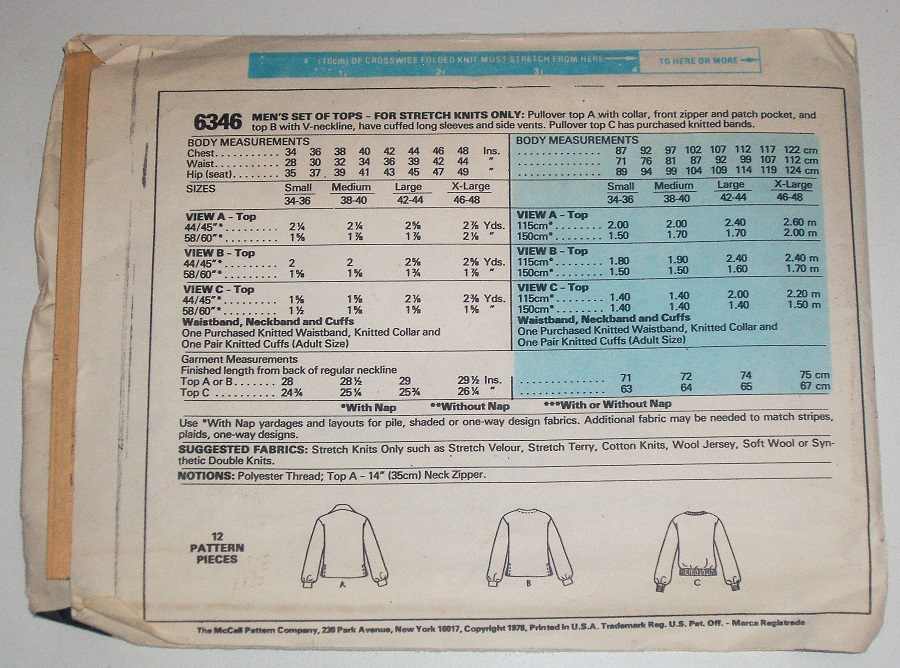 4" (10cm) OF CROSSWISE FOLDED KNIT MUST STRETCH FROM HERE TO HERE OR MORE
1| 2| 3| 4
6346 MEN'S SET OF TOPS – FOR STRETCH KNITS ONLY: Pullover top A with collar, front zipper and patch pocket, and
top B with V-neckline, have cuffed long sleeves and side vents. Pullover top C has purchased knitted bands.
BODY MEASUREMENTS BODY MEASUREMENTS
Chest........... 34 36 38 40 42 44 46 48 Ins. .............. 87 92 97 102 107 112 117 122 cm
Waist........... 28 30 32 34 36 39 42 44 " .............. 71 76 81 87 92 99 107 112 cm
Hip (seat)........ 35 37 39 41 43 45 47 49 " .............. 89 94 99 104 109 114 119 124 cm
SIZES Small Medium Large X-Large Small Medium Large X-Large
34-36 38-40 42-44 46-48 34-36 38-40 42-44 46-48
VIEW A – Top VIEW A – Top
44/45"*......... 2¼ 2¼ 2⅝ 2⅞ Yds. 115cm*........ 2.00 2.00 2.40 2.60 m
58/60"*......... 1⅝ 1⅞ 1⅞ 2⅛ " 150cm*........ 1.50 1.70 1.70 2.00 m
VIEW B – Top VIEW B – Top
44/45"*......... 2 2 2⅝ 2⅝ Yds. 115cm*........ 1.80 1.90 2.40 2.40 m
58/60"*......... 1⅝ 1⅝ 1¾ 1⅞ " 150cm*........ 1.50 1.50 1.60 1.70 m
VIEW C – Top VIEW C – Top
44/45"*......... 1⅝ 1⅝ 2⅛ 2⅜ Yds. 115cm*........ 1.40 1.40 2.00 2.20 m
58/60"*......... 1½ 1⅝ 1⅝ 1⅝ " 150cm*........ 1.40 1.40 1.40 1.50 m
Waistband, Neckband and Cuffs Waistband, Neckband and Cuffs
One Purchased Knitted Waistband, Knitted Collar and One Purchased Knitted Waistband, Knitted Collar and
One Pair Knitted Cuffs (Adult Size) One Pair Knitted Cuffs (Adult Size)
Garment Measurements
Finished length from back of regular neckline
Top A or B....... 28 28½ 29 29½ Ins. .............. 71 72 74 75 cm
Top C .......... 24¾ 25¼ 25¾ 26¼ " .............. 63 64 65 67 cm
*With Nap **Without Nap ***With or Without Nap
Use *With Nap yardages and layouts for pile, shaded or one-way design fabrics. Additional fabric may be needed to match stripes,
plaids, one-way designs.
SUGGESTED FABRICS: Stretch Knits Only such as Stretch Velour, Stretch Terry, Cotton Knits, Wool Jersey, Soft Wool or Syn-
thetic Double Knits.
NOTIONS: Polyester Thread; Top A – 14" (35cm) Neck Zipper.
12
PATTERN
PIECES
A B C
The McCall Pattern Company, 230 Park Avenue, New York 10017, Copyright 1978, Printed in U.S.A. Trademark Reg. U.S. Pat. Off. – Marca Registrada